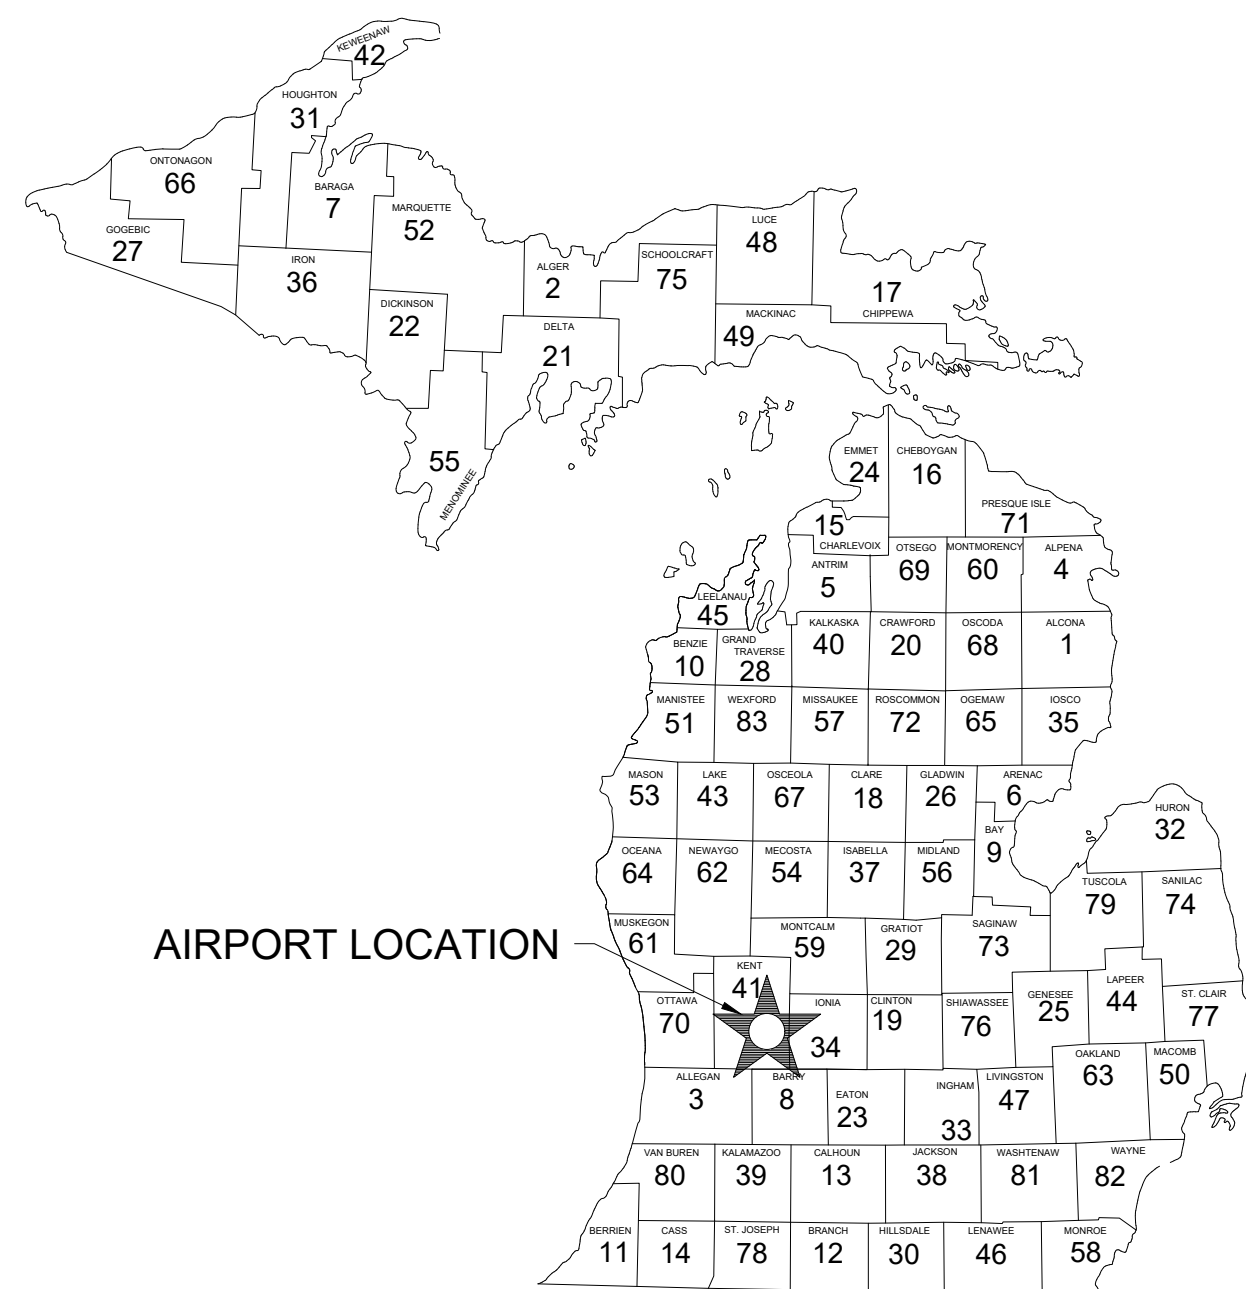 KEWEENAW
42
HOUGHTON
31
ONTONAGON
66
BARAGA
7
MARQUETTE
52
GOGEBIC
27
IRON
36
DICKINSON
22
ALGER
2
SCHOOLCRAFT
75
LUCE
48
17
CHIPPEWA
MACKINAC
49
DELTA
21
55
MENOMINEE
EMMET
24
CHEBOYGAN
16
PRESQUE ISLE
71
15
CHARLEVOIX
ANTRIM
5
OTSEGO
69
MONTMORENCY
60
ALPENA
4
LEELANAU
45
BENZIE
10
GRAND
TRAVERSE
28
KALKASKA
40
CRAWFORD
20
OSCODA
68
ALCONA
1
MANISTEE
51
WEXFORD
83
MISSAUKEE
57
ROSCOMMON
72
OGEMAW
65
IOSCO
35
MASON
53
LAKE
43
OSCEOLA
67
CLARE
18
GLADWIN
26
ARENAC
6
HURON
32
BAY
9
OCEANA
64
NEWAYGO
62
MECOSTA
54
ISABELLA
37
MIDLAND
56
TUSCOLA
79
SANILAC
74
MUSKEGON
61
MONTCALM
59
GRATIOT
29
SAGINAW
73
AIRPORT LOCATION
KENT
41
OTTAWA
70
IONIA
34
CLINTON
19
SHIAWASSEE
76
GENESEE
25
LAPEER
44
ST. CLAIR
77
ALLEGAN
3
BARRY
8
EATON
23
INGHAM
33
LIVINGSTON
47
OAKLAND
63
MACOMB
50
VAN BUREN
80
KALAMAZOO
39
CALHOUN
13
JACKSON
38
WASHTENAW
81
WAYNE
82
BERRIEN
11
CASS
14
ST. JOSEPH
78
BRANCH
12
HILLSDALE
30
LENAWEE
46
MONROE
58